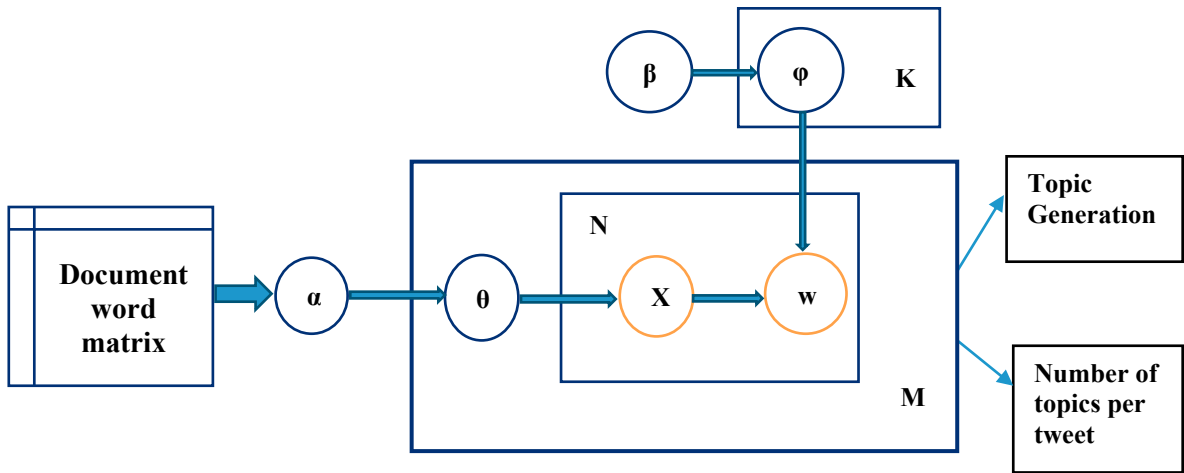 β
φ
K
Topic
Generation
N
Document
word
matrix
α
θ
X
w
M
Number of
topics per
tweet